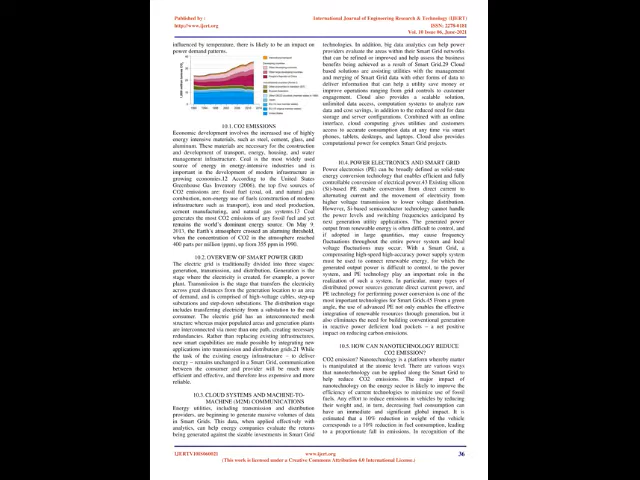 Published by :
http://www.ijert.org
International Journal of Engineering Research & Technology (IJERT)
ISSN: 2278-0181
Vol. 10 Issue 06, June-2021
influenced by temperature, there is likely to be an impact on
power demand patterns.
10.1. CO2 EMISSIONS
Economic development involves the increased use of highly
energy intensive materials, such as steel, cement, glass, and
aluminum. These materials are necessary for the construction
and development of transport, energy, housing, and water
management infrastructure. Coal is the most widely used
source of energy in energy-intensive industries and is
important in the development of modern infrastructure in
growing economies.12 According to the United States
Greenhouse Gas Inventory (2006), the top five sources of
CO2 emissions are: fossil fuel (coal, oil, and natural gas)
combustion, non-energy use of fuels (construction of modern
infrastructure such as transport), iron and steel production,
cement manufacturing, and natural gas systems.13 Coal
generates the most CO2 emissions of any fossil fuel and yet
remains the world's dominant energy source. On May 9,
2013, the Earth's atmosphere crossed an alarming threshold,
when the concentration of CO2 in the atmosphere reached
400 parts per million (ppm), up from 355 ppm in 1990.
10.2. OVERVIEW OF SMART POWER GRID
The electric grid is traditionally divided into three stages:
generation, transmission, and distribution. Generation is the
stage where the electricity is created, for example, a power
plant. Transmission is the stage that transfers the electricity
across great distances from the generation location to an area
of demand, and is comprised of high-voltage cables, step-up
substations and step-down substations. The distribution stage
includes transferring electricity from a substation to the end
consumer. The electric grid has an interconnected mesh
structure whereas major populated areas and generation plants
are interconnected via more than one path, creating necessary
redundancies. Rather than replacing existing infrastructures,
new smart capabilities are made possible by integrating new
applications into transmission and distribution grids.21 While
the task of the existing energy infrastructure – to deliver
energy – remains unchanged in a Smart Grid, communication
between the consumer and provider will be much more
efficient and effective, and therefore less expensive and more
reliable.
10.3. CLOUD SYSTEMS AND MACHINE-TO-
MACHINE (M2M) COMMUNICATIONS
Energy utilities, including transmission and distribution
providers, are beginning to generate massive volumes of data
in Smart Grids. This data, when applied effectively with
analytics, can help energy companies evaluate the returns
being generated against the sizable investments in Smart Grid
technologies. In addition, big data analytics can help power
providers evaluate the areas within their Smart Grid networks
that can be refined or improved and help assess the business
benefits being achieved as a result of Smart Grid.29 Cloud
based solutions are assisting utilities with the management
and merging of Smart Grid data with other forms of data to
deliver information that can help a utility save money or
improve operations ranging from grid controls to customer
engagement. Cloud also provides a scalable solution,
unlimited data access, computation systems to analyze raw
data and cost savings, in addition to the reduced need for data
storage and server configurations. Combined with an online
interface, cloud computing gives utilities and customers
access to accurate consumption data at any time via smart
phones, tablets, desktops, and laptops. Cloud also provides
computational power for complex Smart Grid projects.
10.4. POWER ELECTRONICS AND SMART GRID
Power electronics (PE) can be broadly defined as solid-state
energy conversion technology that enables efficient and fully
controllable conversion of electrical power.43 Existing silicon
(Si)-based PE enable conversion from direct current to
alternating current and the movement of electricity from
higher voltage transmission to lower voltage distribution.
However, Si-based semiconductor technology cannot handle
the power levels and switching frequencies anticipated by
next generation utility applications. The generated power
output from renewable energy is often difficult to control, and
if adopted in large quantities, may cause frequency
fluctuations throughout the entire power system and local
voltage fluctuations may occur. With a Smart Grid, a
compensating high-speed high-accuracy power supply system
must be used to connect renewable energy, for which the
generated power output is difficult to control, to the power
system, and PE technology play an important role in the
realization of such a system. In particular, many types of
distributed power sources generate direct current power, and
PE technology for performing power conversion is one of the
most important technologies for Smart Grids.45 From a green
angle, the use of advanced PE not only enables the effective
integration of renewable resources through generation, but it
also eliminates the need for building conventional generation
in reactive power deficient load pockets – a net positive
impact on reducing carbon emissions.
10.5. HOW CAN NANOTECHNOLOGY REDUCE
CO2 EMISSION?
CO2 emission? Nanotechnology is a platform whereby matter
is manipulated at the atomic level. There are various ways
that nanotechnology can be applied along the Smart Grid to
help reduce CO2 emissions. The major impact of
nanotechnology on the energy sector is likely to improve the
efficiency of current technologies to minimize use of fossil
fuels. Any effort to reduce emissions in vehicles by reducing
their weight and, in turn, decreasing fuel consumption can
have an immediate and significant global impact. It is
estimated that a 10% reduction in weight of the vehicle
corresponds to a 10% reduction in fuel consumption, leading
to a proportionate fall in emissions. In recognition of the
IJERTV10IS060021
www.ijert.org
36
(This work is licensed under a Creative Commons Attribution 4.0 International License.)